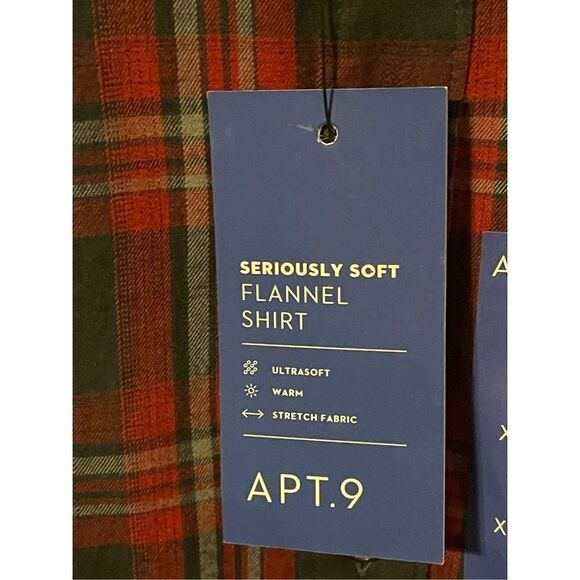 SERIOUSLY SOFT
FLANNEL
SHIRT
ULTRASOFT
WARM
STRETCH FABRIC
APT.9
A
X
X